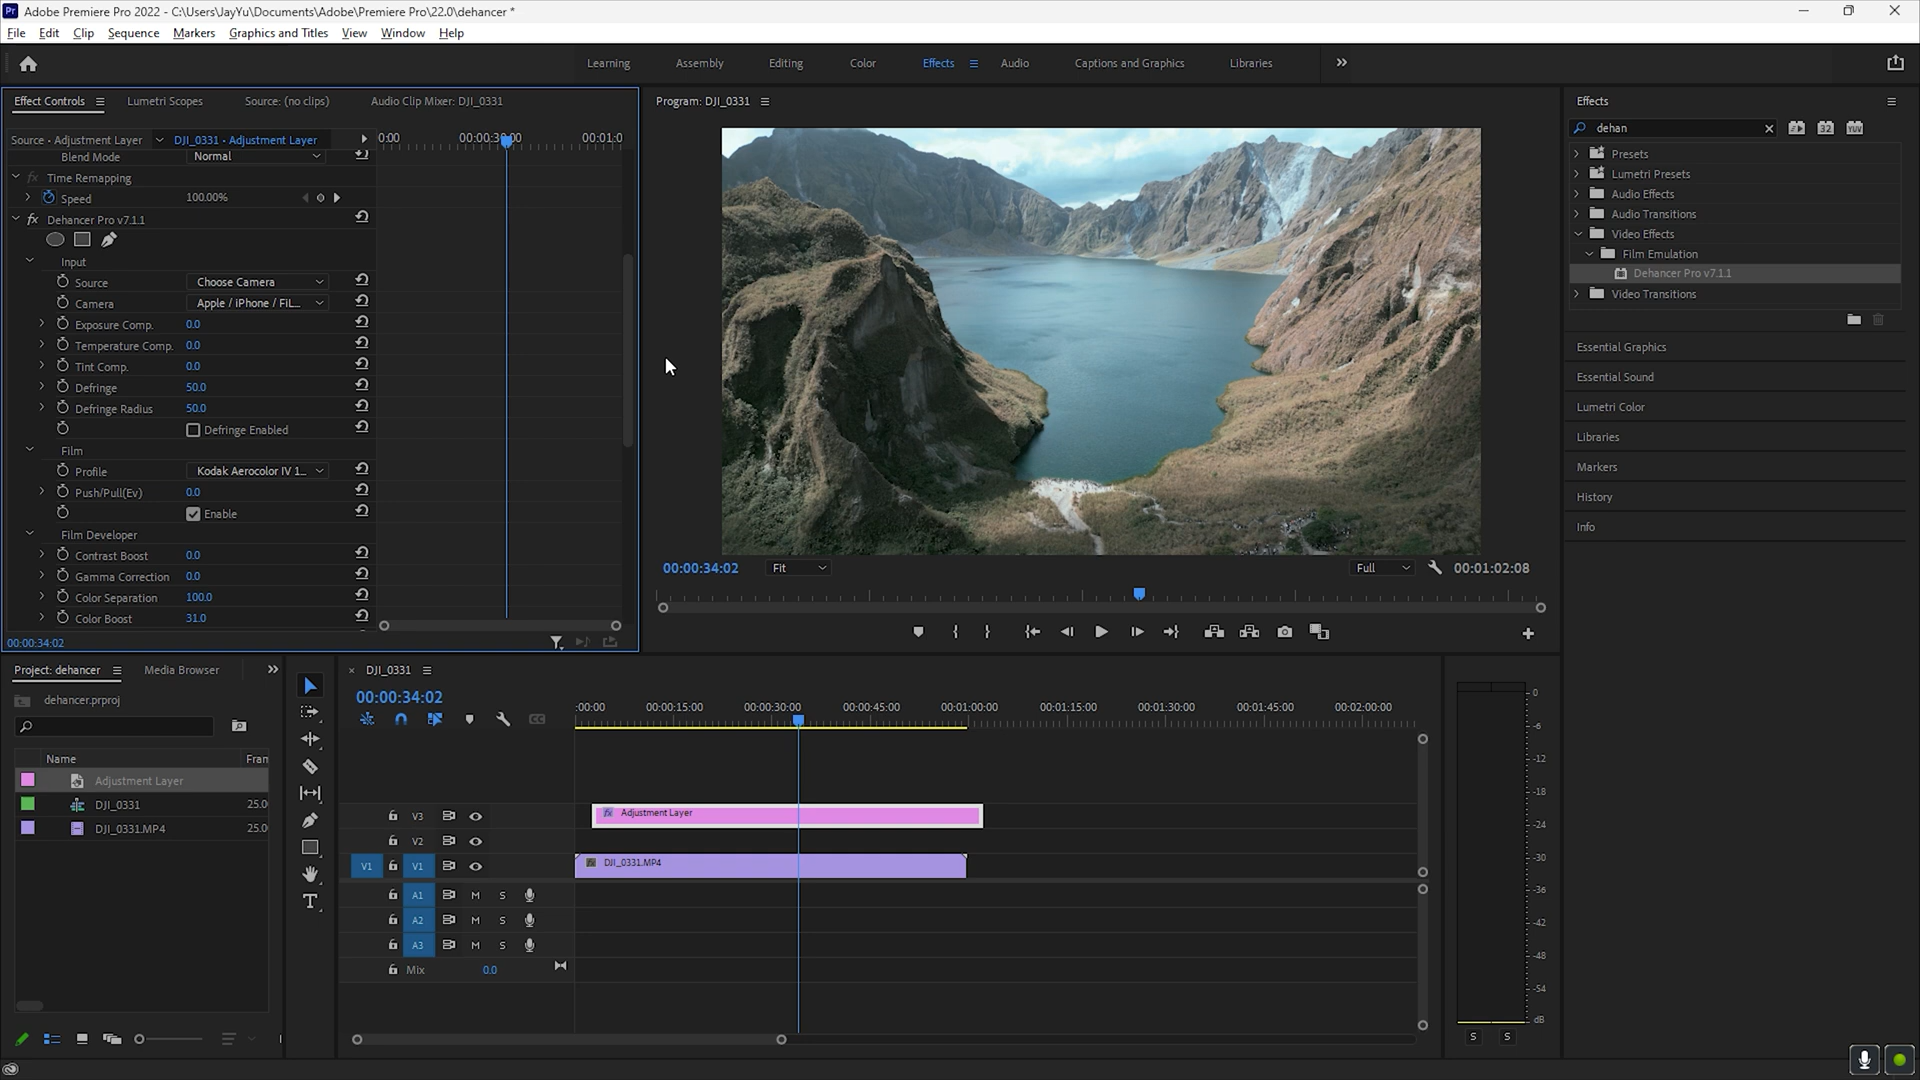 Adobe Premiere Pro 2022 - C:\Users\JayYu\Documents\Adobe\Premiere Pro\22.0\dehancer *
File Edit Clip Sequence Markers Graphics and Titles View Window Help
Learning Assembly Editing Color Effects Audio Captions and Graphics Libraries
Effect Controls Lumetri Scopes Source: (no clips) Audio Clip Mixer: DJI_0331
Source - Adjustment Layer DJI_0331 - Adjustment Layer
0:00 00:00:30:00 00:01:0
Blend Mode Normal
Time Remapping
Speed 100.00%
Dehancer Pro v7.1.1
Input
Source Choose Camera
Camera Apple / iPhone / FiL...
Exposure Comp. 0.0
Temperature Comp. 0.0
Tint Comp. 0.0
Defringe 50.0
Defringe Radius 50.0
Defringe Enabled
Film
Profile Kodak Aerocolor IV 1...
Push/Pull(Ev) 0.0
Enable
Film Developer
Contrast Boost 0.0
Gamma Correction 0.0
Color Separation 100.0
Color Boost 31.0
00:00:34:02
Program: DJI_0331
00:00:34:02 Fit Full 00:01:02:08
Effects
dehan
32 YUV
Presets
Lumetri Presets
Audio Effects
Audio Transitions
Video Effects
Film Emulation
Dehancer Pro v7.1.1
Video Transitions
Essential Graphics
Essential Sound
Lumetri Color
Libraries
Markers
History
Info
Project: dehancer Media Browser
dehancer.prproj
Name Fran
Adjustment Layer
DJI_0331 25.0
DJI_0331.MP4 25.0
DJI_0331
00:00:34:02
:00:00 00:00:15:00 00:00:30:00 00:00:45:00 00:01:00:00 00:01:15:00 00:01:30:00 00:01:45:00 00:02:00:00
V3 Adjustment Layer
V2
V1 V1 DJI_0331.MP4
A1 M S
A2 M S
A3 M S
Mix 0.0
0
-6
-12
-18
-24
-30
-36
-42
-48
-54
dB
S S